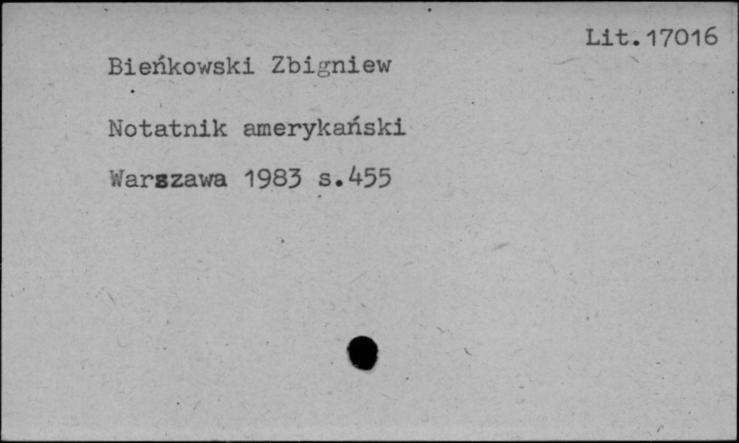 Lit.17016
Bieńkowski Zbigniew
Notatnik amerykański
Warszawa 1983 s.455